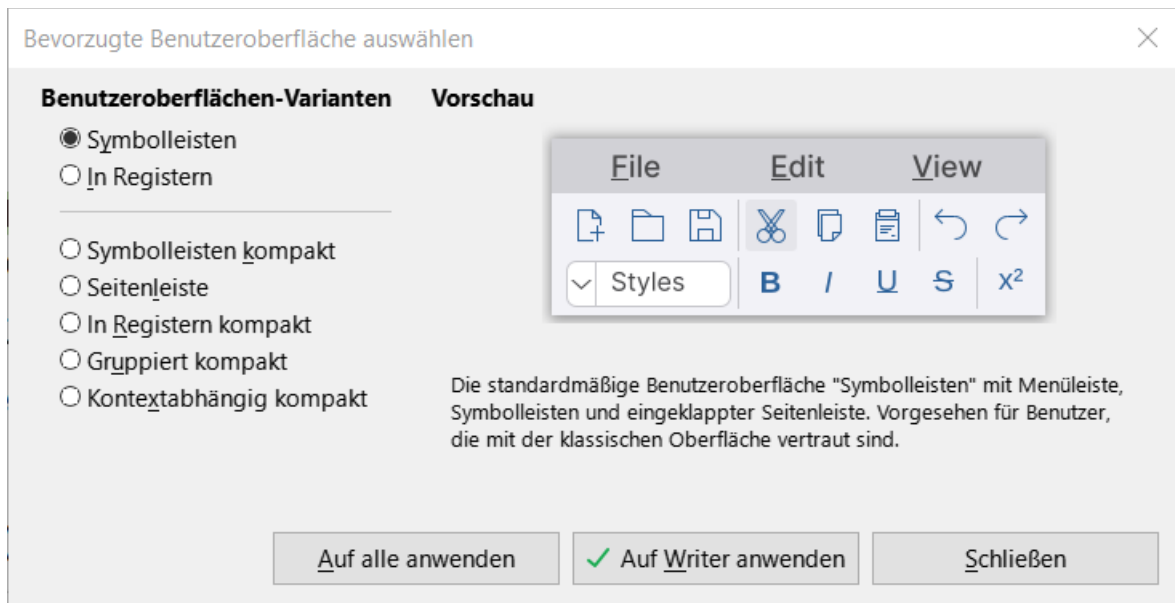 Bevorzugte Benutzeroberfläche auswählen
Benutzeroberflächen-Varianten
Symbolleisten
In Registern
Symbolleisten kompakt
Seitenleiste
In Registern kompakt
Gruppiert kompakt
Kontextabhängig kompakt
Vorschau
File Edit View
Styles B I U S x²
Die standardmäßige Benutzeroberfläche "Symbolleisten" mit Menüleiste,
Symbolleisten und eingeklappter Seitenleiste. Vorgesehen für Benutzer,
die mit der klassischen Oberfläche vertraut sind.
Auf alle anwenden
Auf Writer anwenden
Schließen